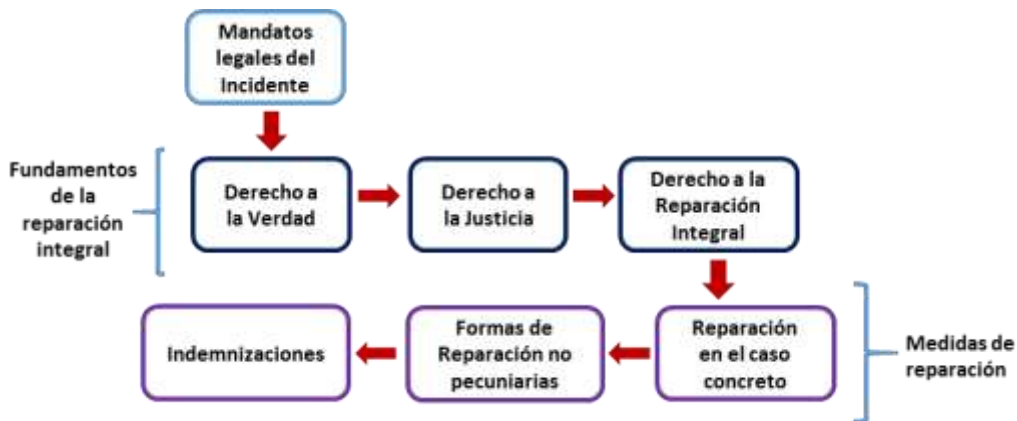 Mandatos
legales del
Incidente
Fundamentos
de la
reparación
integral
Derecho a
la Verdad
Derecho a
la Justicia
Derecho a la
Reparación
Integral
Indemnizaciones
Formas de
Reparación no
pecuniarias
Reparación
en el caso
concreto
Medidas de
reparación